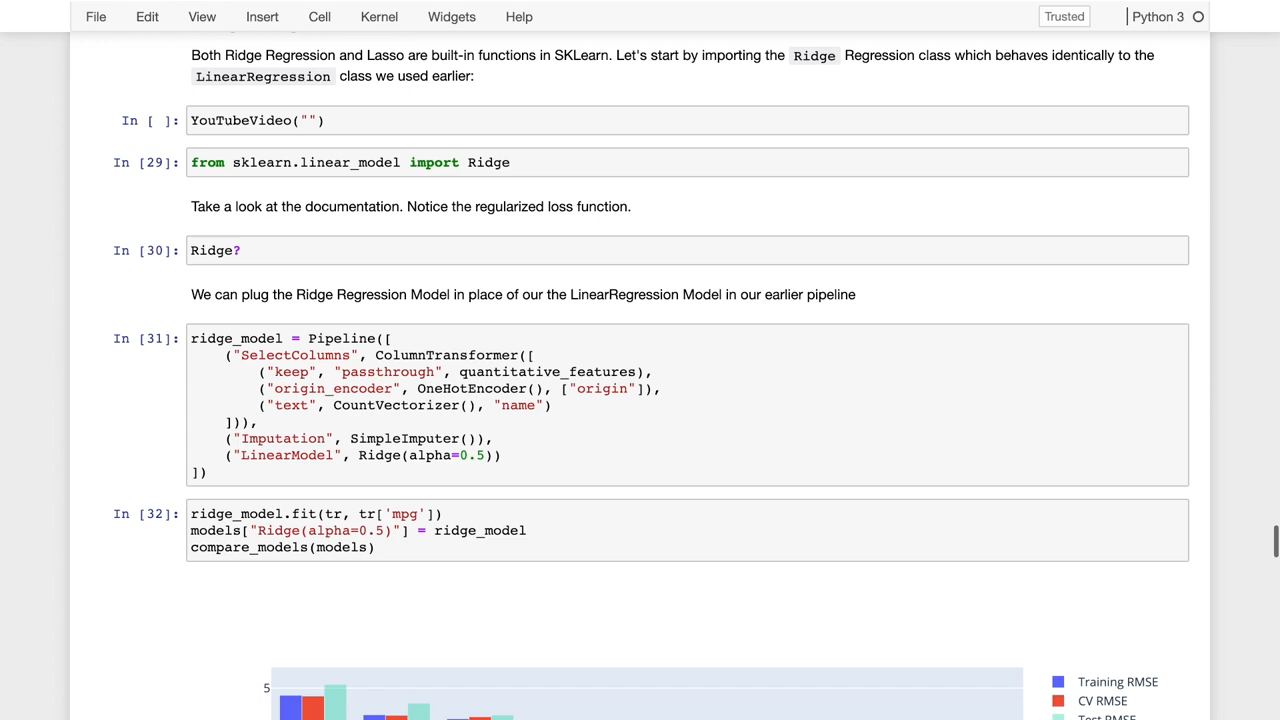 File Edit View Insert Cell Kernel Widgets Help Trusted Python 3
Both Ridge Regression and Lasso are built-in functions in SKLearn. Let's start by importing the Ridge Regression class which behaves identically to the
LinearRegression class we used earlier:
In [ ]: YouTubeVideo("")
In [29]: from sklearn.linear_model import Ridge
Take a look at the documentation. Notice the regularized loss function.
In [30]: Ridge?
We can plug the Ridge Regression Model in place of our the LinearRegression Model in our earlier pipeline
In [31]: ridge_model = Pipeline([
("SelectColumns", ColumnTransformer([
("keep", "passthrough", quantitative_features),
("origin_encoder", OneHotEncoder(), ["origin"]),
("text", CountVectorizer(), "name")
])),
("Imputation", SimpleImputer()),
("LinearModel", Ridge(alpha=0.5))
])
In [32]: ridge_model.fit(tr, tr['mpg'])
models["Ridge(alpha=0.5)"] = ridge_model
compare_models(models)
5
Training RMSE
CV RMSE
Test RMSE